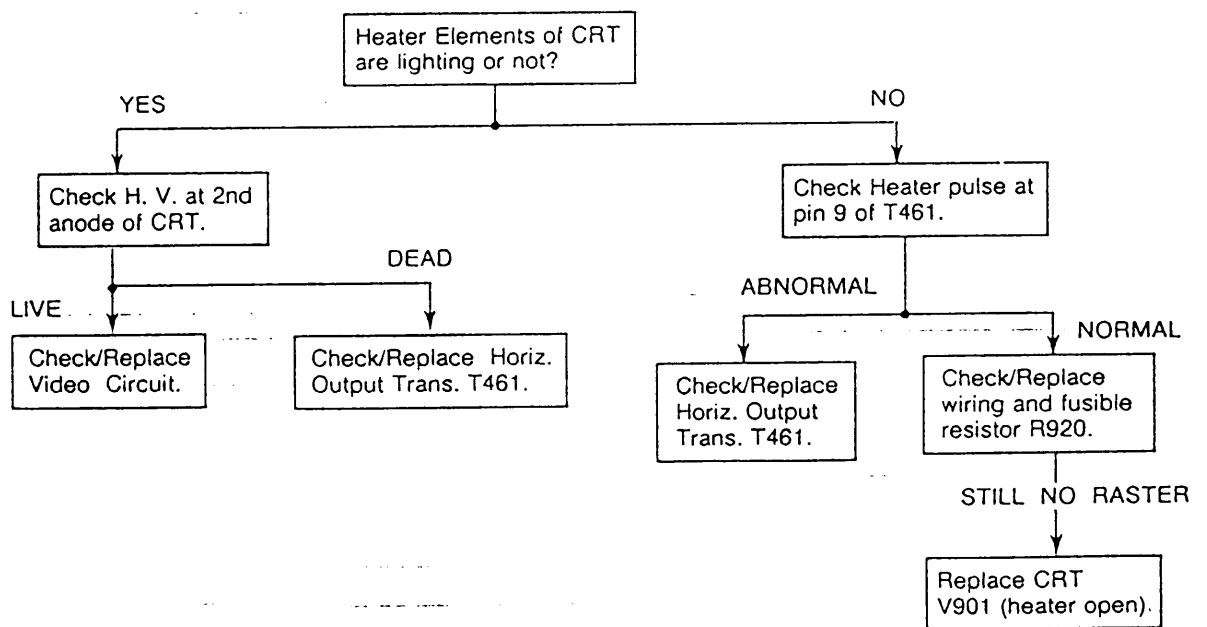 Heater Elements of CRT
are lighting or not?
YES
NO
Check H. V. at 2nd
anode of CRT.
Check Heater pulse at
pin 9 of T461.
DEAD
ABNORMAL
LIVE
NORMAL
Check/Replace
Video Circuit.
Check/Replace Horiz.
Output Trans. T461.
Check/Replace
Horiz. Output
Trans. T461.
Check/Replace
wiring and fusible
resistor R920.
STILL NO RASTER
Replace CRT
V901 (heater open).